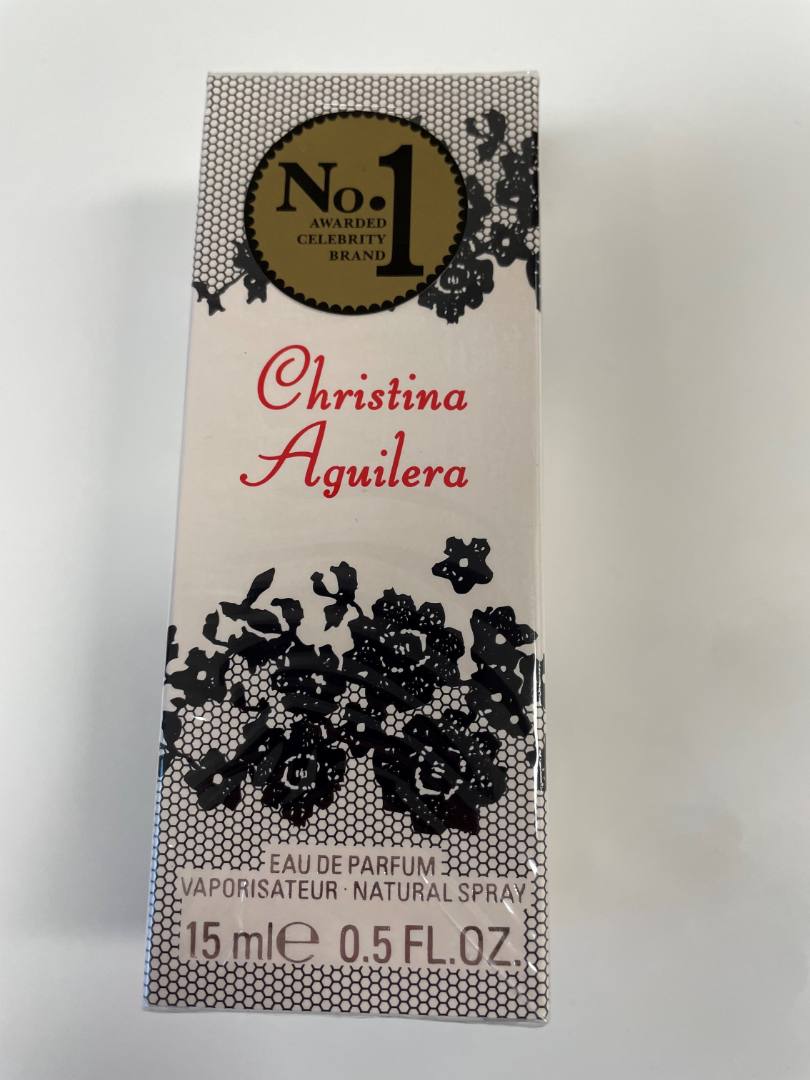 No.1
AWARDED
CELEBRITY
BRAND
Christina
Aguilera
EAU DE PARFUM
VAPORISATEUR · NATURAL SPRAY
15 ml e 0.5 FL.OZ.